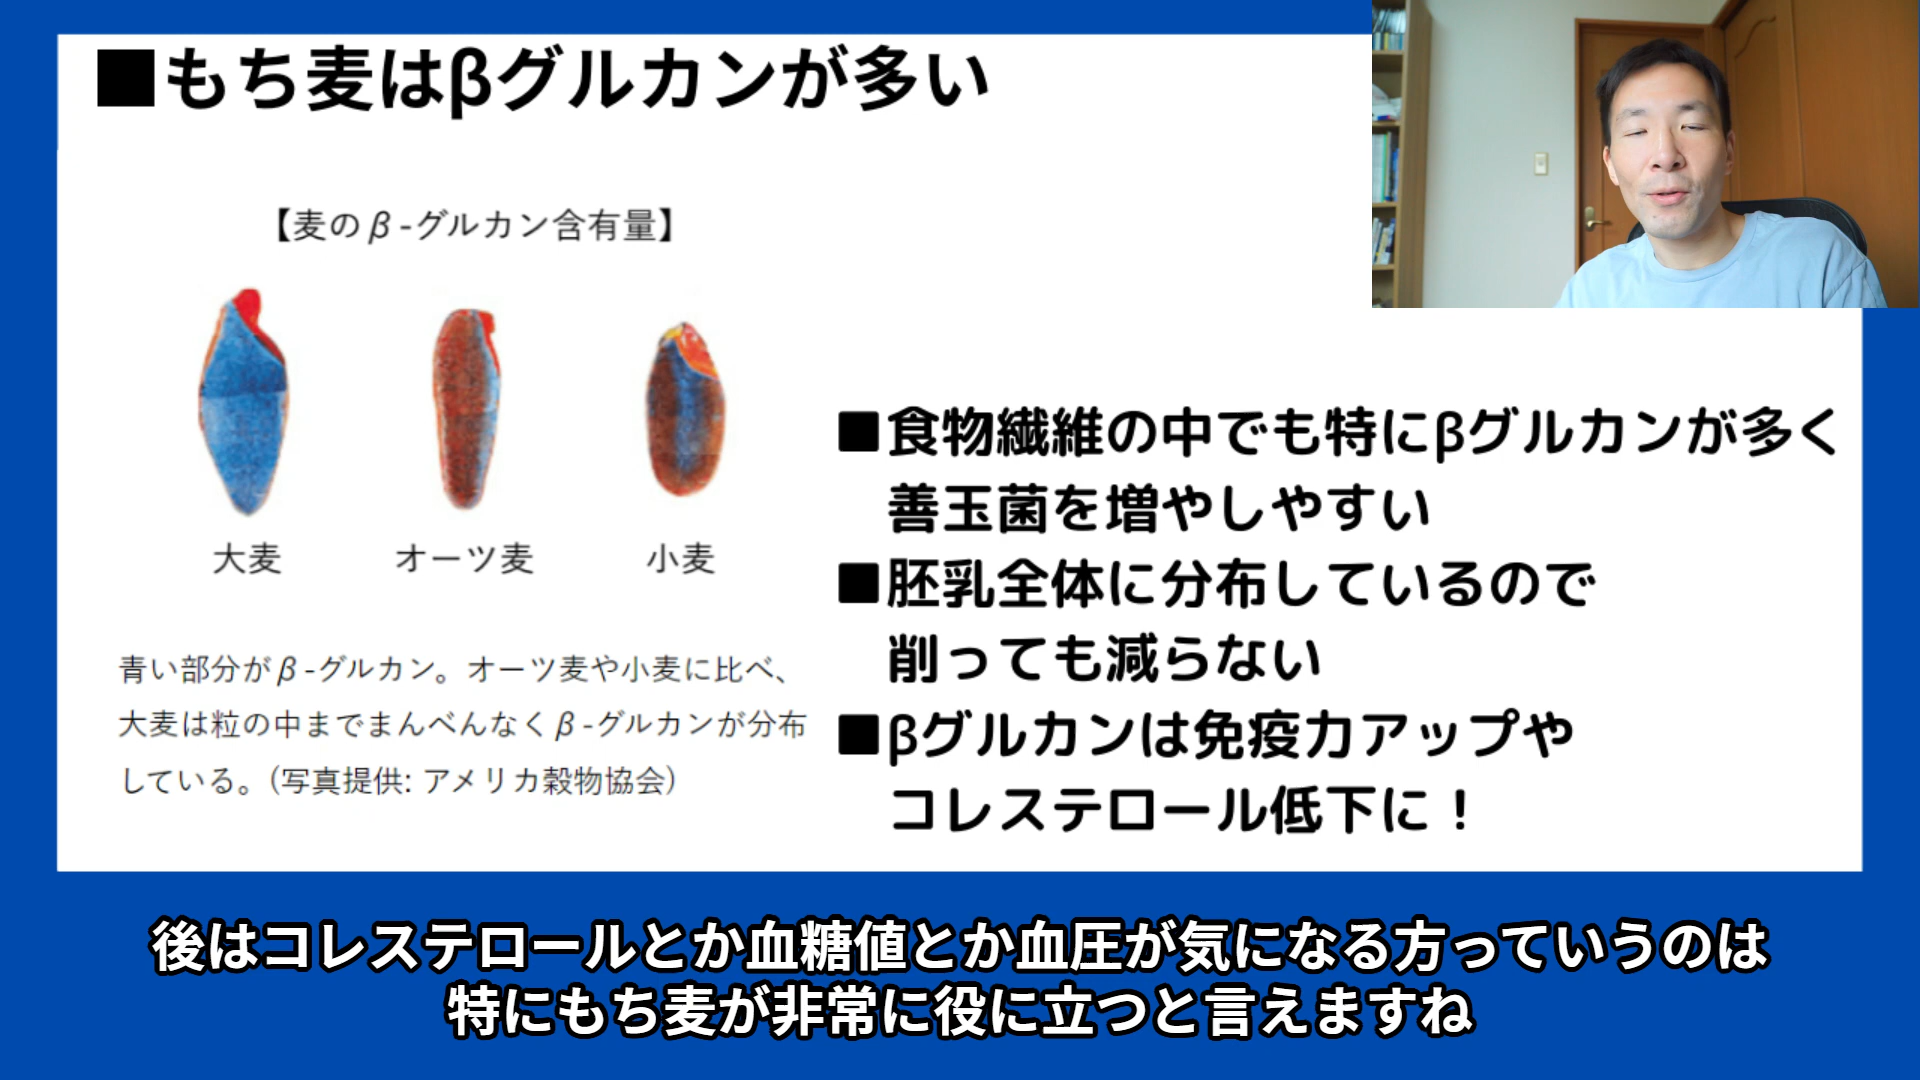 ■もち麦はβグルカンが多い
【麦のβ-グルカン含有量】
大麦
オーツ麦
小麦
青い部分がβ-グルカン。オーツ麦や小麦に比べ、
大麦は粒の中までまんべんなくβ-グルカンが分布
している。(写真提供: アメリカ穀物協会)
■食物繊維の中でも特にβグルカンが多く
善玉菌を増やしやすい
■胚乳全体に分布しているので
削っても減らない
■βグルカンは免疫力アップや
コレステロール低下に！
後はコレステロールとか血糖値とか血圧が気になる方っていうのは
特にもち麦が非常に役に立つと言えますね